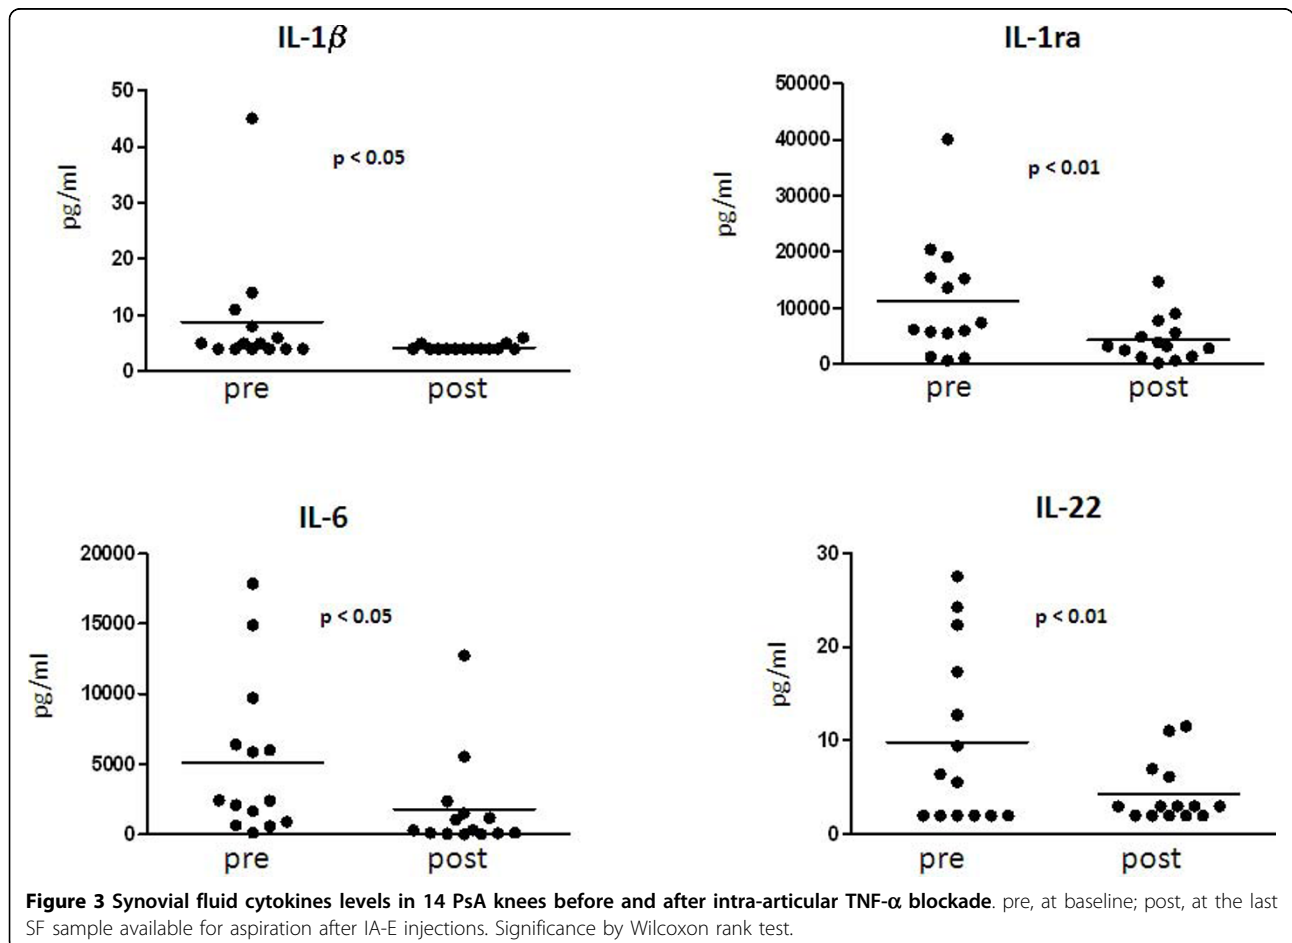 IL-1β
50
40
30
20
10
0
pg/ml
p < 0.05
pre
post
IL-1ra
50000
40000
30000
20000
10000
0
pg/ml
p < 0.01
pre
post
IL-6
20000
15000
10000
5000
0
pg/ml
p < 0.05
pre
post
IL-22
30
20
10
0
pg/ml
p < 0.01
pre
post
Figure 3 Synovial fluid cytokines levels in 14 PsA knees before and after intra-articular TNF-α blockade. pre, at baseline; post, at the last
SF sample available for aspiration after IA-E injections. Significance by Wilcoxon rank test.